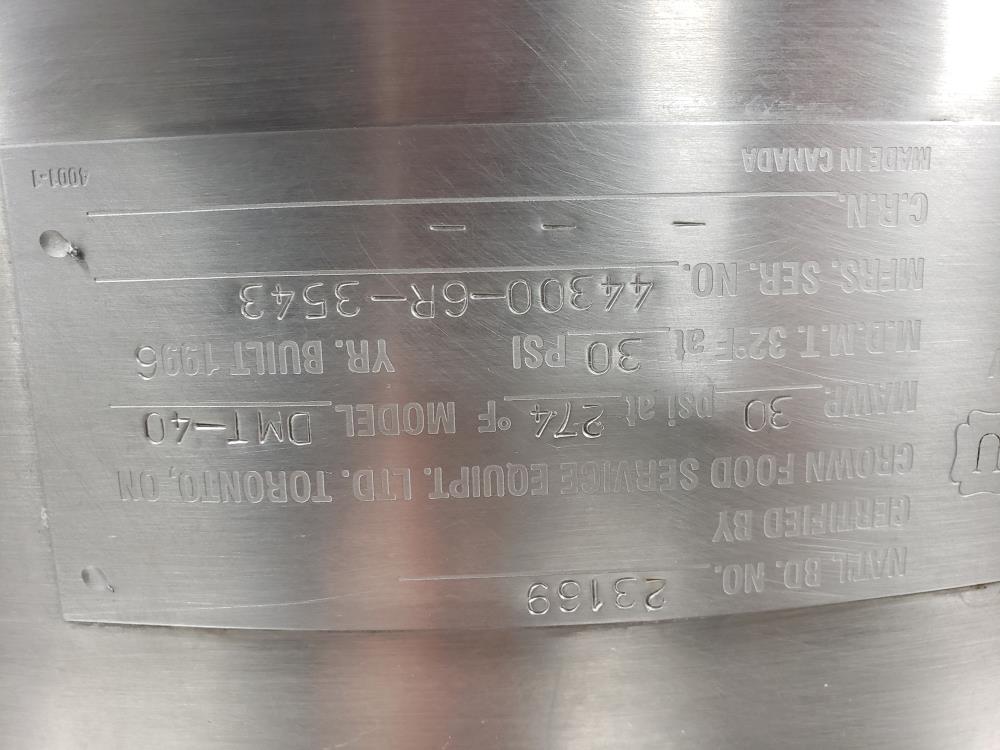 NAT'L BD. NO. 23169
CERTIFIED BY
CROWN FOOD SERVICE EQUIPT. LTD. TORONTO, ON
MAWP. 30 psi at 274 °F MODEL DMT-40
M.D.M.T. 32°F at 30 PSI YR. BUILT 1996
MFRS. SER. NO. 44300-6R-3543
C.R.N. - - -
MADE IN CANADA
4001-1
U